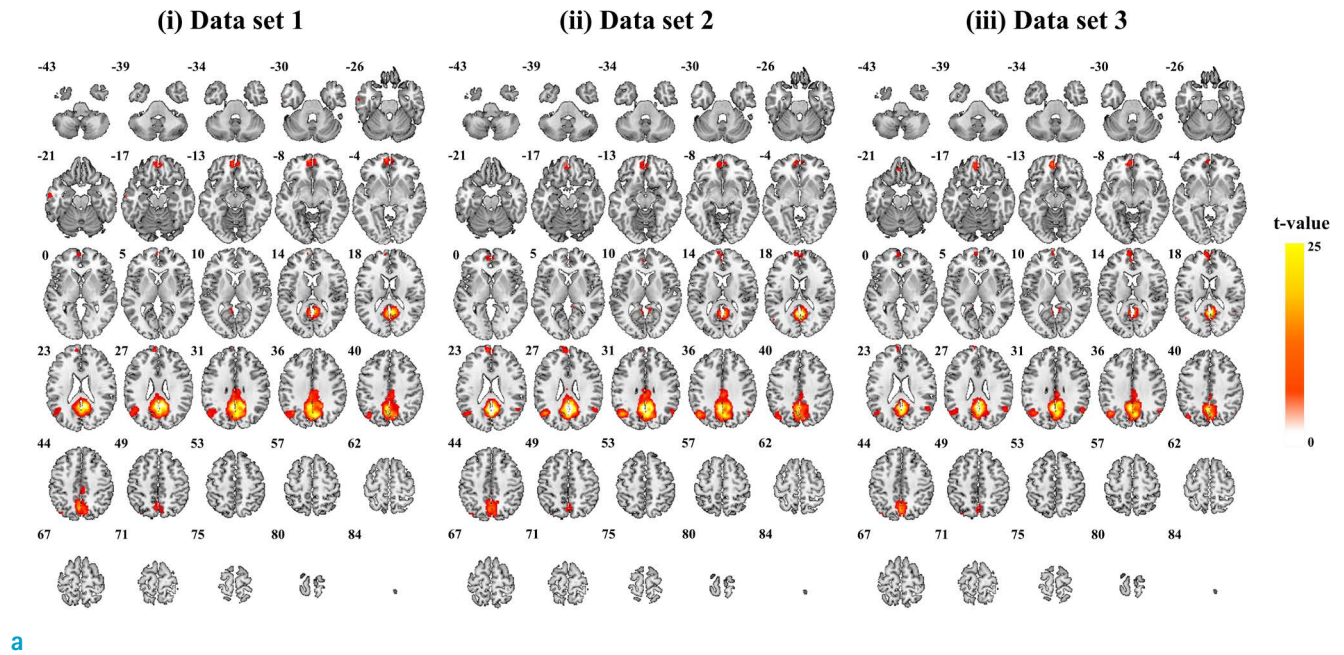 (i) Data set 1 (ii) Data set 2 (iii) Data set 3
-43 -39 -34 -30 -26 -43 -39 -34 -30 -26 -43 -39 -34 -30 -26
-21 -17 -13 -8 -4 -21 -17 -13 -8 -4 -21 -17 -13 -8 -4
t-value
0 5 10 14 18 0 5 10 14 18 0 5 10 14 18 25
23 27 31 36 40 23 27 31 36 40 23 27 31 36 40
44 49 53 57 62 44 49 53 57 62 44 49 53 57 62 0
67 71 75 80 84 67 71 75 80 84 67 71 75 80 84
a